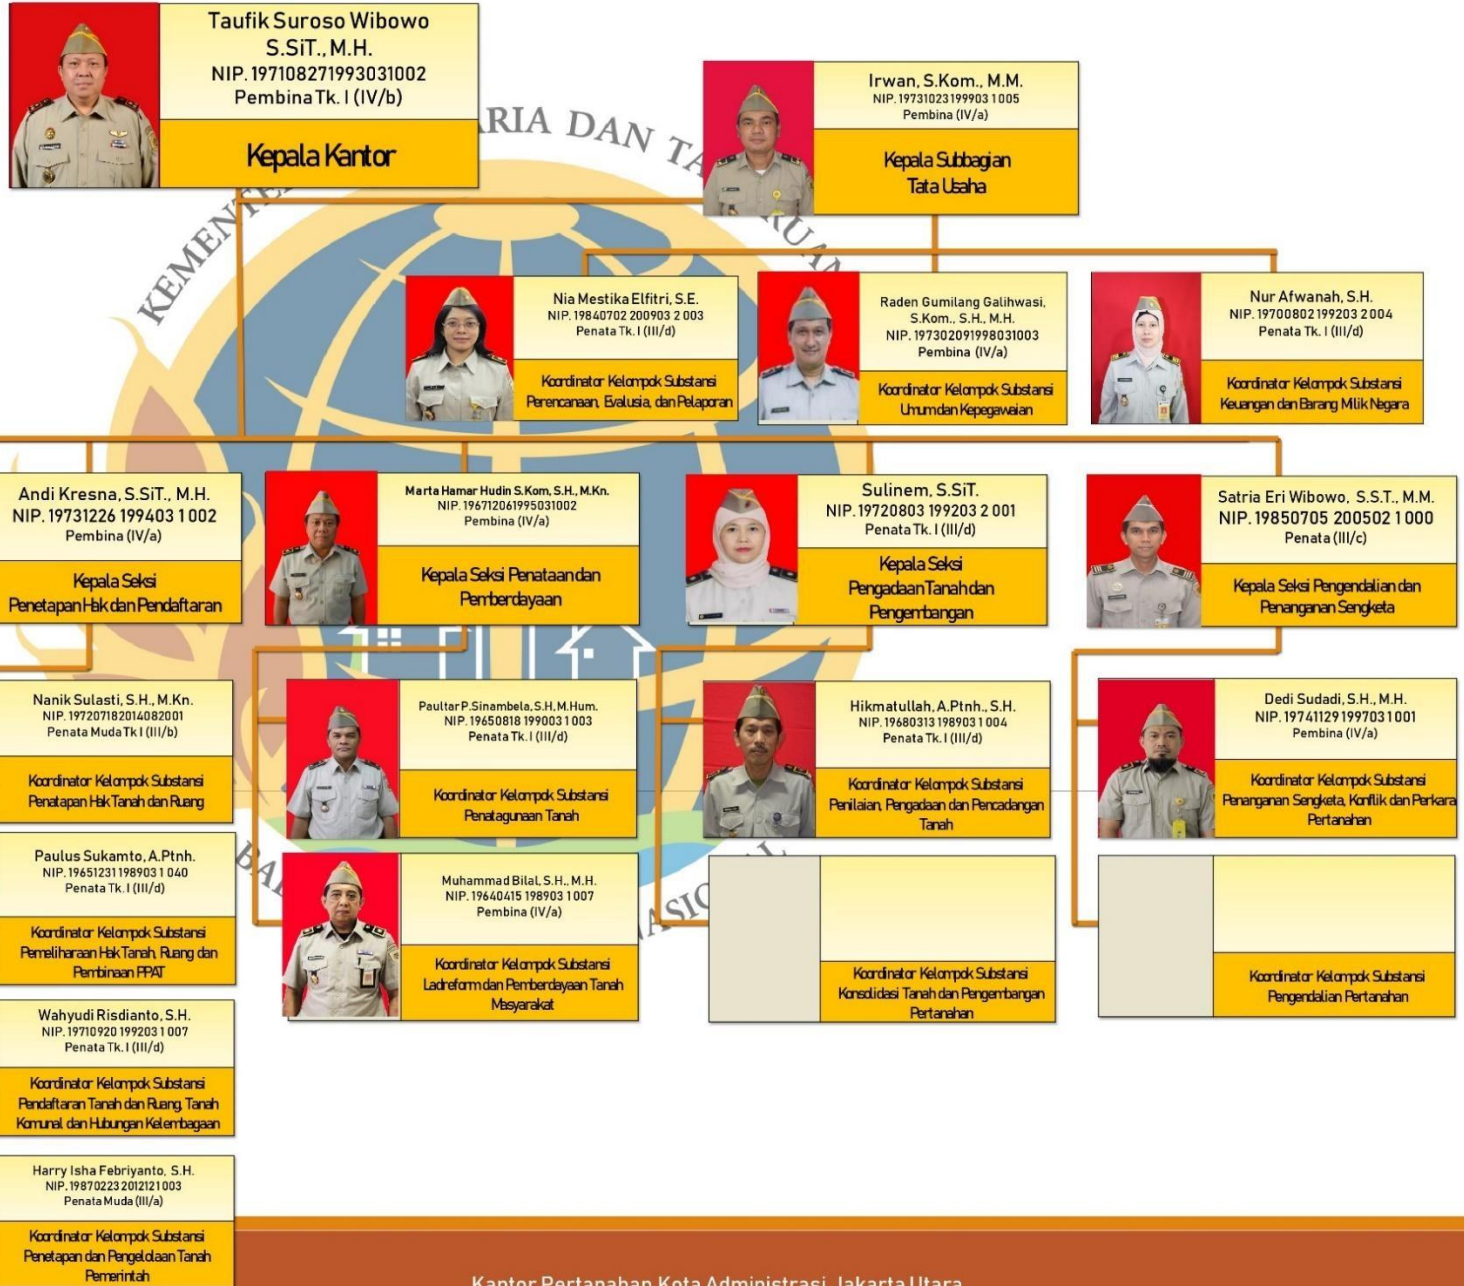 Taufik Suroso Wibowo
S.SiT., M.H.
NIP. 197108271993031002
Pembina Tk. I (IV/b)
Kepala Kantor
Irwan, S.Kom., M.M.
NIP. 19731023 199903 1 005
Pembina (IV/a)
Kepala Subbagian
Tata Usaha
Nia Mestika Elfitri, S.E.
NIP. 19840702 200903 2 003
Penata Tk. I (III/d)
Koordinator Kelompok Substansi
Perencanaan, Evalusia, dan Pelaporan
Raden Gumilang Galihwasi,
S.Kom., S.H., M.H.
NIP. 197302091998031003
Pembina (IV/a)
Koordinator Kelompok Substansi
Umum dan Kepegawaian
Nur Afwanah, S.H.
NIP. 19700802 199203 2 004
Penata Tk. I (III/d)
Koordinator Kelompok Substansi
Keuangan dan Barang Milik Negara
Andi Kresna, S.SiT., M.H.
NIP. 19731226 199403 1 002
Pembina (IV/a)
Kepala Seksi
Penetapan Hak dan Pendaftaran
Marta Hamar Hudin S.Kom, S.H., M.Kn.
NIP. 196712061995031002
Pembina (IV/a)
Kepala Seksi Penataan dan
Pemberdayaan
Sulinem, S.SiT.
NIP. 19720803 199203 2 001
Penata Tk. I (III/d)
Kepala Seksi
Pengadaan Tanah dan
Pengembangan
Satria Eri Wibowo, S.S.T., M.M.
NIP. 19850705 200502 1 000
Penata (III/c)
Kepala Seksi Pengendalian dan
Penanganan Sengketa
Nanik Sulasti, S.H., M.Kn.
NIP. 197207182014082001
Penata Muda Tk I (III/b)
Koordinator Kelompok Substansi
Penatapan Hak Tanah dan Ruang
Paultar P.Sinambela, S.H, M.Hum.
NIP. 19650818 199003 1 003
Penata Tk. I (III/d)
Koordinator Kelompok Substansi
Penatagunaan Tanah
Hikmatullah, A.Ptnh., S.H.
NIP. 19680313 198903 1 004
Penata Tk. I (III/d)
Koordinator Kelompok Substansi
Penilaian, Pengadaan dan Pencadangan
Tanah
Dedi Sudadi, S.H., M.H.
NIP. 19741129 199703 1 001
Pembina (IV/a)
Koordinator Kelompok Substansi
Penanganan Sengketa, Konflik dan Perkara
Pertanahan
Paulus Sukamto, A.Ptnh.
NIP. 19651231 198903 1 040
Penata Tk. I (III/d)
Koordinator Kelompok Substansi
Pemeliharaan Hak Tanah, Ruang dan
Pembinaan PPAT
Muhammad Bilal, S.H., M.H.
NIP. 19640415 198903 1 007
Pembina (IV/a)
Koordinator Kelompok Substansi
Ladreform dan Pemberdayaan Tanah
Masyarakat
Koordinator Kelompok Substansi
Konsolidasi Tanah dan Pengembangan
Pertanahan
Koordinator Kelompok Substansi
Pengendalian Pertanahan
Wahyudi Risdianto, S.H.
NIP. 19710920 199203 1 007
Penata Tk. I (III/d)
Koordinator Kelompok Substansi
Pendaftaran Tanah dan Ruang, Tanah
Komunal dan Hubungan Kelembagaan
Harry Isha Febriyanto, S.H.
NIP. 19870223 201212 1 003
Penata Muda (III/a)
Koordinator Kelompok Substansi
Penetapan dan Pengelolaan Tanah
Pemerintah
Kantor Pertanahan Kota Administrasi Jakarta Utara